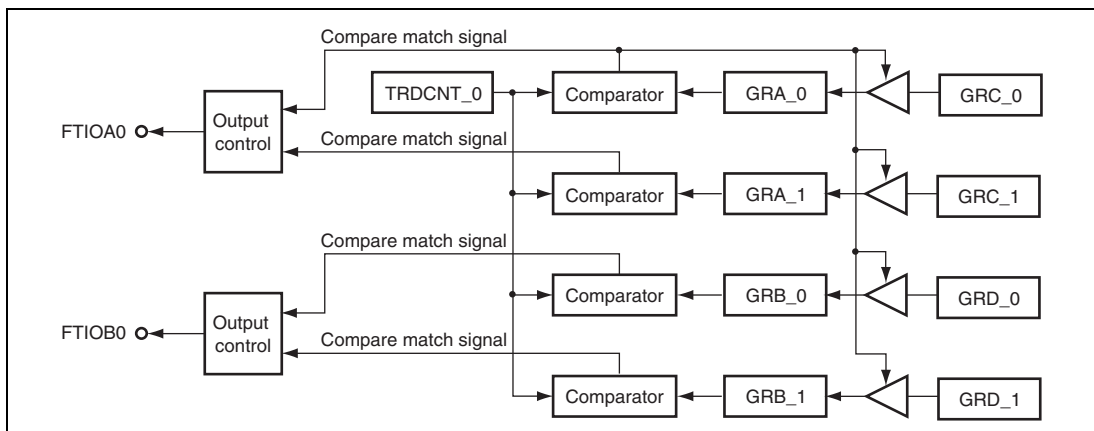 Compare match signal
TRDCNT_0
Comparator
GRA_0
GRC_0
FTIOA0
Output
control
Compare match signal
Comparator
GRA_1
GRC_1
Compare match signal
Comparator
GRB_0
GRD_0
FTIOB0
Output
control
Compare match signal
Comparator
GRB_1
GRD_1